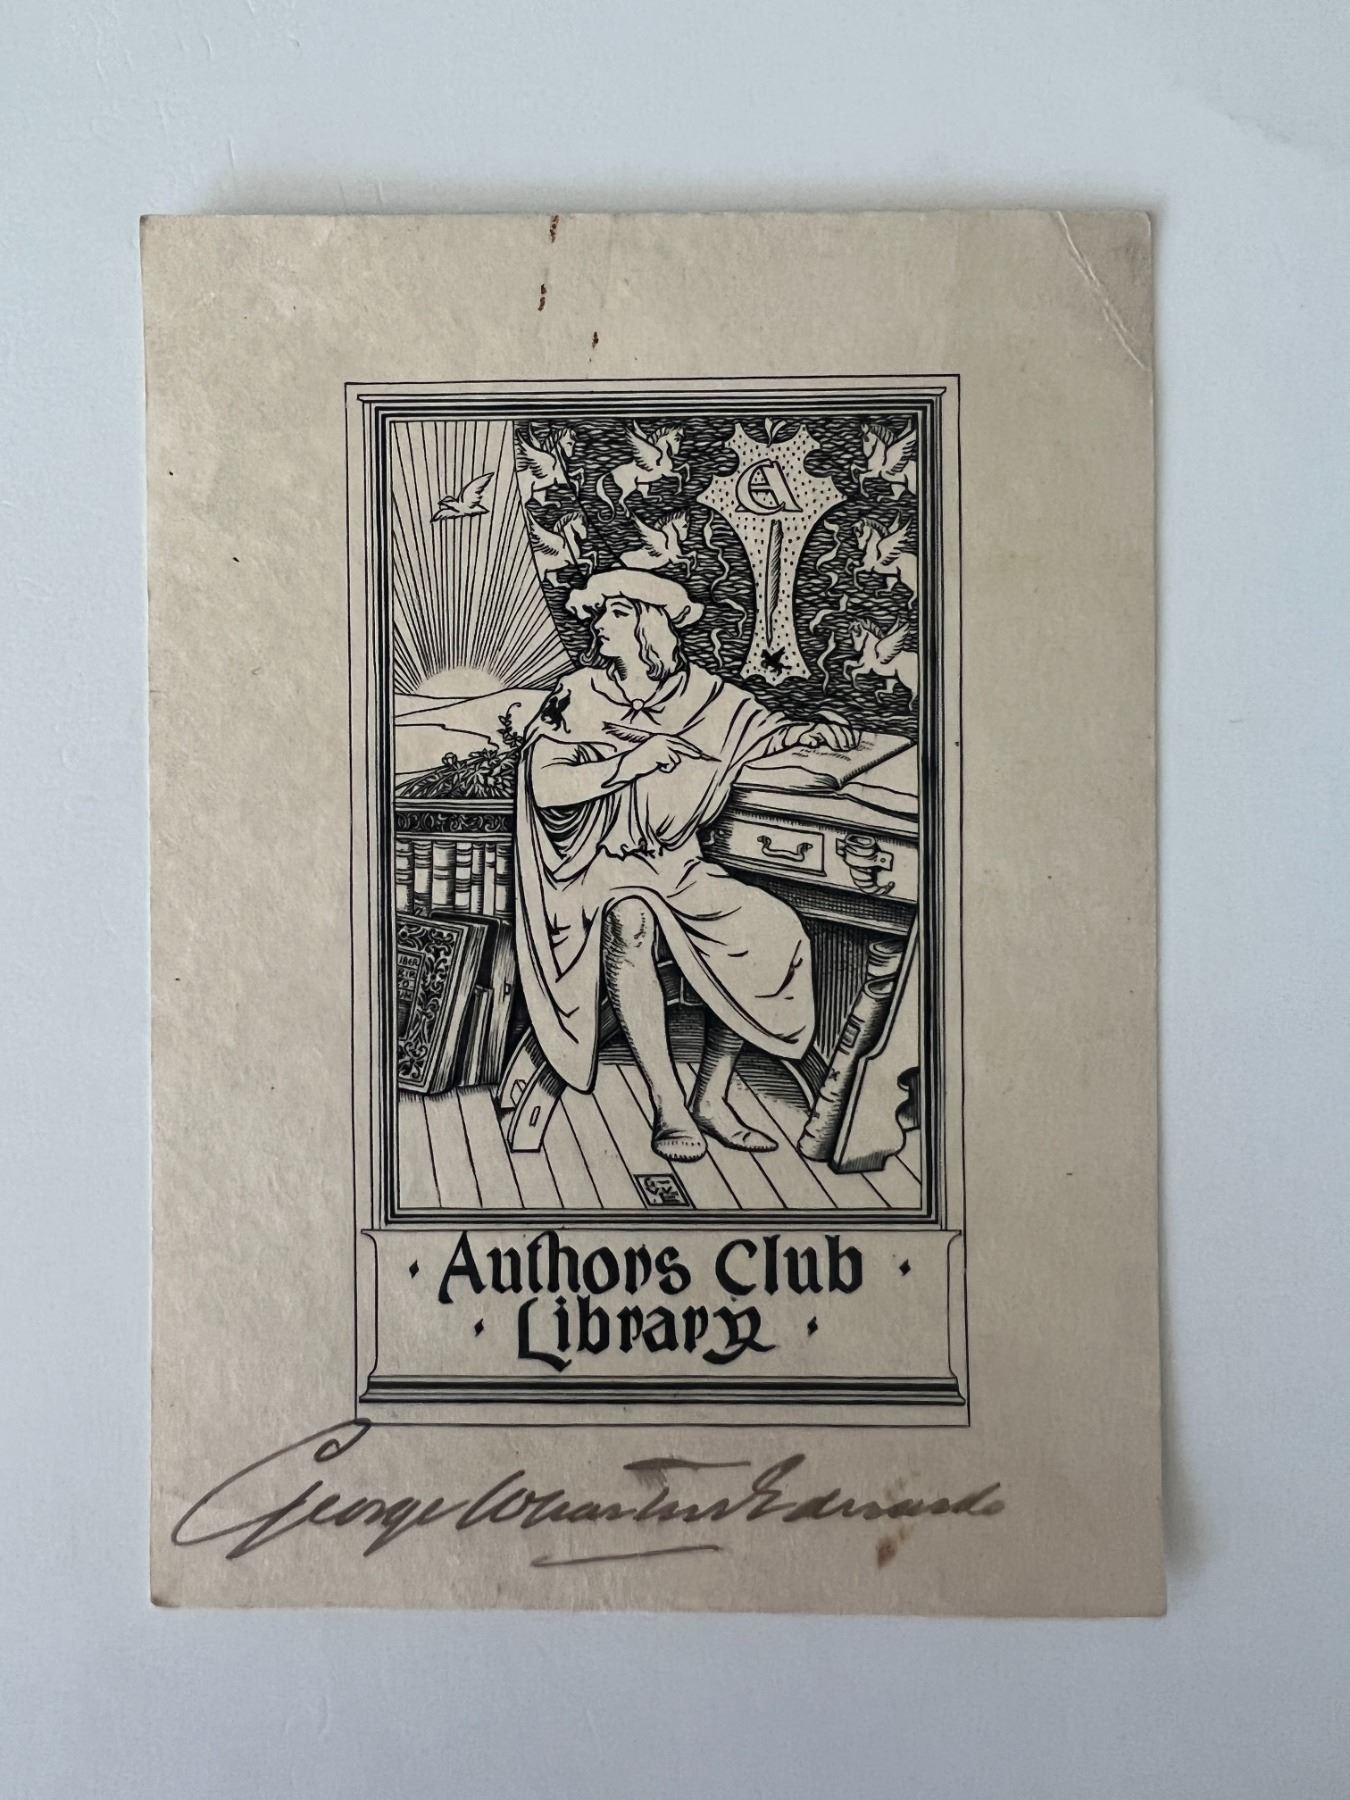 A
· Authors Club ·
· Library ·
George Wharton Edwards